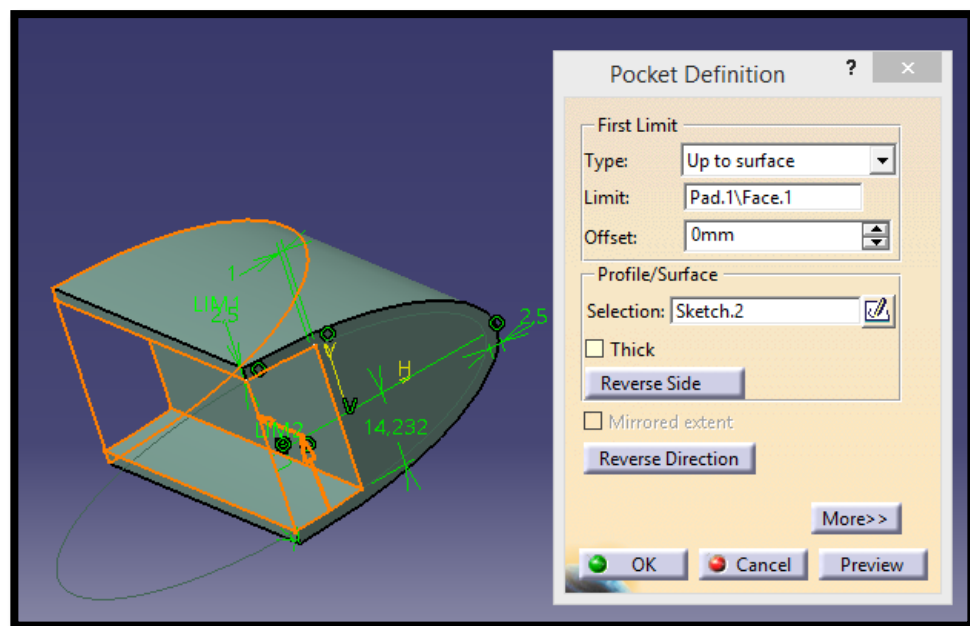 Pocket Definition
?
×
First Limit
Type: Up to surface
Limit: Pad.1\Face.1
Offset: 0mm
Profile/Surface
Selection: Sketch.2
Thick
Reverse Side
Mirrored extent
Reverse Direction
More>>
OK Cancel Preview
1
LIM1
2.5
2.5
H
V
LIM2
14,232